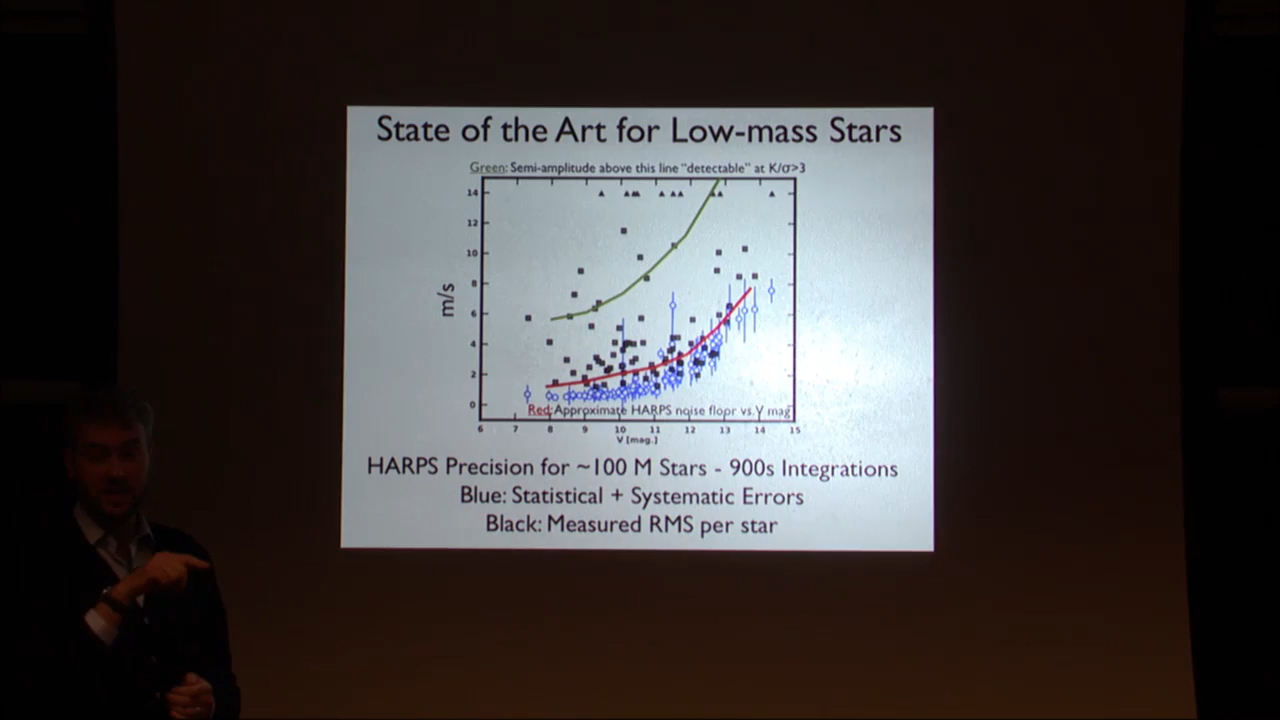 State of the Art for Low-mass Stars
Green: Semi-amplitude above this line "detectable" at K/σ>3
14
12
10
8
6
4
2
0
m/s
Red: Approximate HARPS noise floor vs. V mag
6 7 8 9 10 11 12 13 14 15
V [mag.]
HARPS Precision for ~100 M Stars - 900s Integrations
Blue: Statistical + Systematic Errors
Black: Measured RMS per star